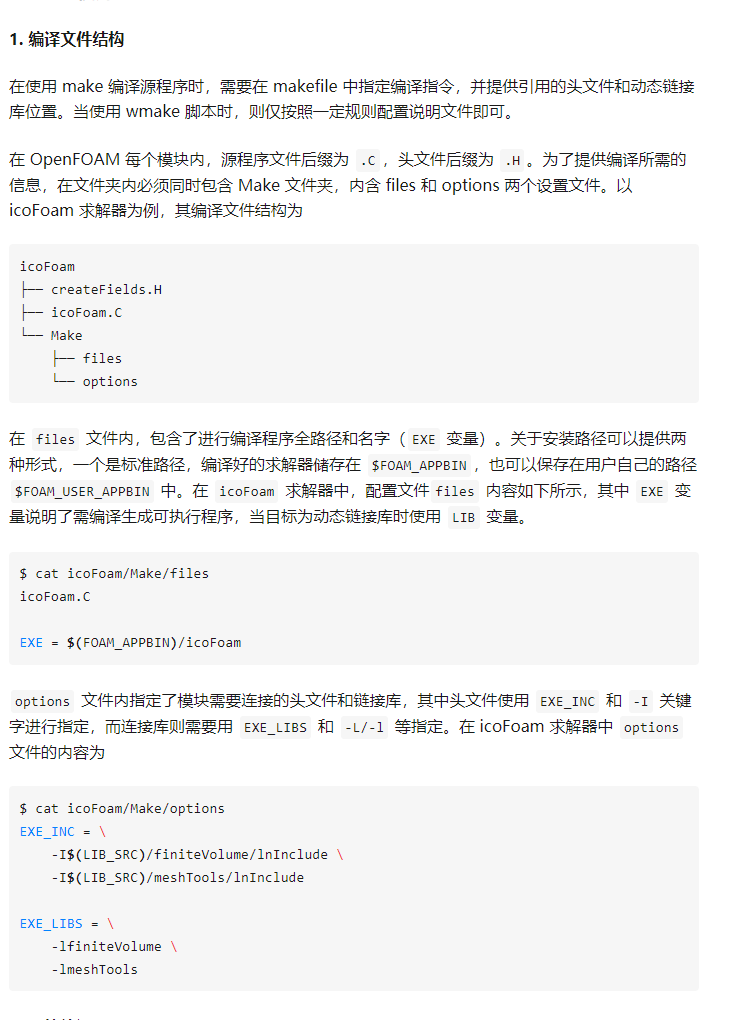 1. 编译文件结构
在使用 make 编译源程序时，需要在 makefile 中指定编译指令，并提供引用的头文件和动态链接
库位置。当使用 wmake 脚本时，则仅按照一定规则配置说明文件即可。
在 OpenFOAM 每个模块内，源程序文件后缀为 .C ，头文件后缀为 .H 。为了提供编译所需的
信息，在文件夹内必须同时包含 Make 文件夹，内含 files 和 options 两个设置文件。以
icoFoam 求解器为例，其编译文件结构为
icoFoam
├── createFields.H
├── icoFoam.C
└── Make
    ├── files
    └── options
在 files 文件内，包含了进行编译程序全路径和名字（ EXE 变量）。关于安装路径可以提供两
种形式，一个是标准路径，编译好的求解器储存在 $FOAM_APPBIN ，也可以保存在用户自己的路径
$FOAM_USER_APPBIN 中。在 icoFoam 求解器中，配置文件 files 内容如下所示，其中 EXE 变
量说明了需编译生成可执行程序，当目标为动态链接库时使用 LIB 变量。
$ cat icoFoam/Make/files
icoFoam.C
EXE = $(FOAM_APPBIN)/icoFoam
options 文件内指定了模块需要连接的头文件和链接库，其中头文件使用 EXE_INC 和 -I 关键
字进行指定，而连接库则需要用 EXE_LIBS 和 -L/-l 等指定。在 icoFoam 求解器中 options
文件的内容为
$ cat icoFoam/Make/options
EXE_INC = \
    -I$(LIB_SRC)/finiteVolume/lnInclude \
    -I$(LIB_SRC)/meshTools/lnInclude
EXE_LIBS = \
    -lfiniteVolume \
    -lmeshTools